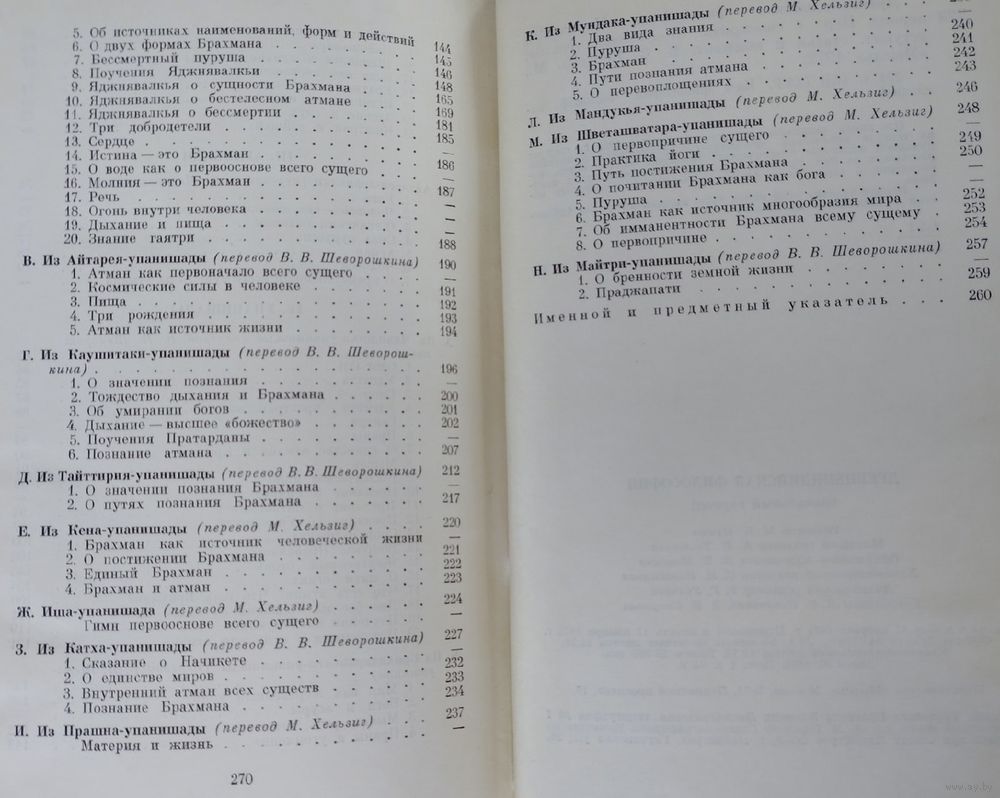 5. Об источниках наименований, форм и действий
6. О двух формах Брахмана . . . . . . . . . 144
7. Бессмертный пуруша . . . . . . . . . . 145
8. Поучения Яджнявалкьи . . . . . . . . . 146
9. Яджнявалкья о сущности Брахмана . . . . 148
10. Яджнявалкья о бестелесном атмане . . . . 165
11. Яджнявалкья о бессмертии . . . . . . . 169
12. Три добродетели . . . . . . . . . . . 181
13. Сердце . . . . . . . . . . . . . . 185
14. Истина — это Брахман . . . . . . . . . —
15. О воде как о первооснове всего сущего . . . 186
16. Молния — это Брахман . . . . . . . . . —
17. Речь . . . . . . . . . . . . . . . 187
18. Огонь внутри человека . . . . . . . . . —
19. Дыхание и пища . . . . . . . . . . . —
20. Знание гаятри . . . . . . . . . . . . 188
В. Из Айтарея-упанишады (перевод В. В. Шеворошкина) 190
1. Атман как первоначало всего сущего . . . . —
2. Космические силы в человеке . . . . . . 191
3. Пища . . . . . . . . . . . . . . . 192
4. Три рождения . . . . . . . . . . . . 193
5. Атман как источник жизни . . . . . . . 194
Г. Из Каушитаки-упанишады (перевод В. В. Шеворош-
кина) . . . . . . . . . . . . . . . . 196
1. О значении познания . . . . . . . . . —
2. Тождество дыхания и Брахмана . . . . . . 200
3. Об умирании богов . . . . . . . . . . 201
4. Дыхание — высшее «божество» . . . . . . 202
5. Поучения Пратарданы . . . . . . . . . —
6. Познание атмана . . . . . . . . . . . 207
Д. Из Тайттирия-упанишады (перевод В. В. Шеворошкина) 212
1. О значении познания Брахмана . . . . . . —
2. О путях познания Брахмана . . . . . . . 217
Е. Из Кена-упанишады (перевод М. Хельзиг) . . . . 220
1. Брахман как источник человеческой жизни —
2. О постижении Брахмана . . . . . . . . 221
3. Единый Брахман . . . . . . . . . . . 222
4. Брахман и атман . . . . . . . . . . . 223
Ж. Иша-упанишада (перевод М. Хельзиг) . . . . . . 224
Гимн первооснове всего сущего . . . . . .
З. Из Катха-упанишады (перевод В. В. Шеворошкина) 227
1. Сказание о Начикете . . . . . . . . . —
2. О единстве миров . . . . . . . . . . 232
3. Внутренний атман всех существ . . . . . 233
4. Познание Брахмана . . . . . . . . . . 234
И. Из Прашна-упанишады (перевод М. Хельзиг) . . . 237
Материя и жизнь . . . . . . . . . . . —
270
К. Из Мундака-упанишады (перевод М. Хельзиг) . . .
1. Два вида знания . . . . . . . . . . . —
2. Пуруша . . . . . . . . . . . . . . 240
3. Брахман . . . . . . . . . . . . . . 241
4. Пути познания атмана . . . . . . . . . 242
5. О перевоплощениях . . . . . . . . . . 243
Л. Из Мандукья-упанишады (перевод М. Хельзиг) . . 246
М. Из Шветашватара-упанишады (перевод М. Хельзиг) 248
1. О первопричине сущего . . . . . . . . —
2. Практика йоги . . . . . . . . . . . . 249
3. Путь постижения Брахмана . . . . . . . 250
4. О почитании Брахмана как бога . . . . . —
5. Пуруша . . . . . . . . . . . . . . —
6. Брахман как источник многообразия мира . . 252
7. Об имманентности Брахмана всему сущему . 253
8. О первопричине . . . . . . . . . . . 254
Н. Из Майтри-упанишады (перевод В. В. Шеворошкина) 257
1. О бренности земной жизни . . . . . . . —
2. Праджапати . . . . . . . . . . . . . 259
Именной и предметный указатель . . . 260
www.ay.by